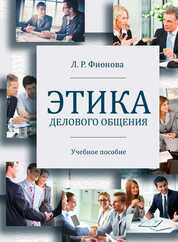 Л. Р. Фионова
ЭТИКА
ДЕЛОВОГО ОБЩЕНИЯ
Учебное пособие